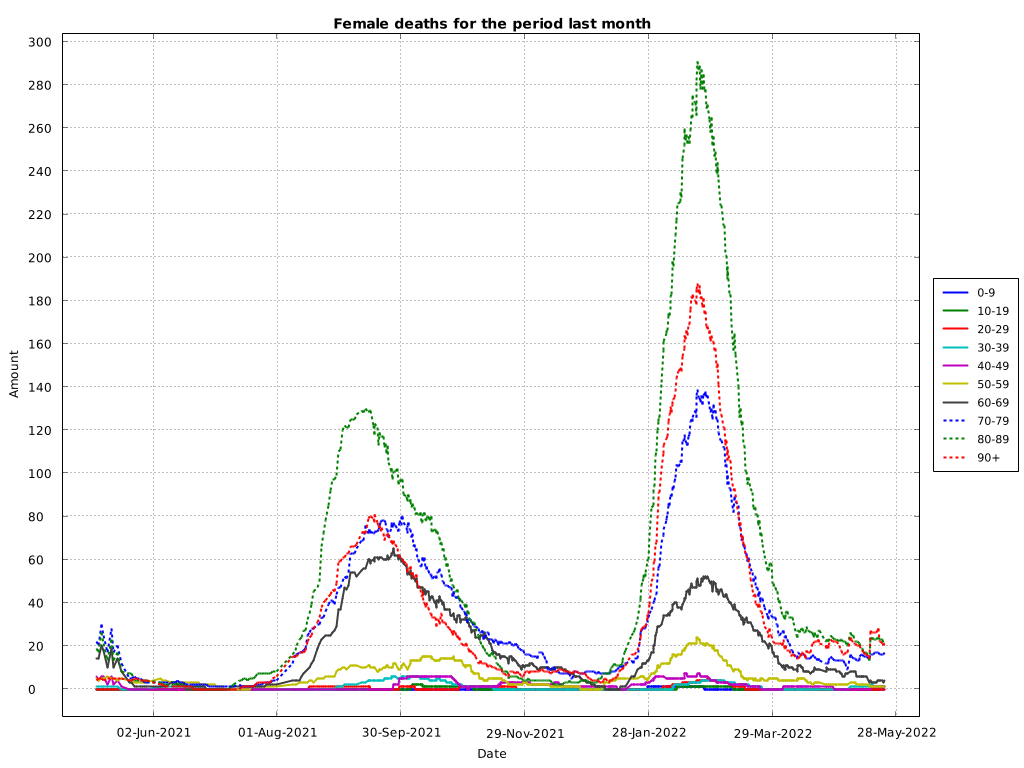 Female deaths for the period last month
300
280
260
240
220
200
180
160
140
120
100
80
60
40
20
0
Amount
02-Jun-2021
01-Aug-2021
30-Sep-2021
29-Nov-2021
28-Jan-2022
29-Mar-2022
28-May-2022
Date
0-9
10-19
20-29
30-39
40-49
50-59
60-69
70-79
80-89
90+